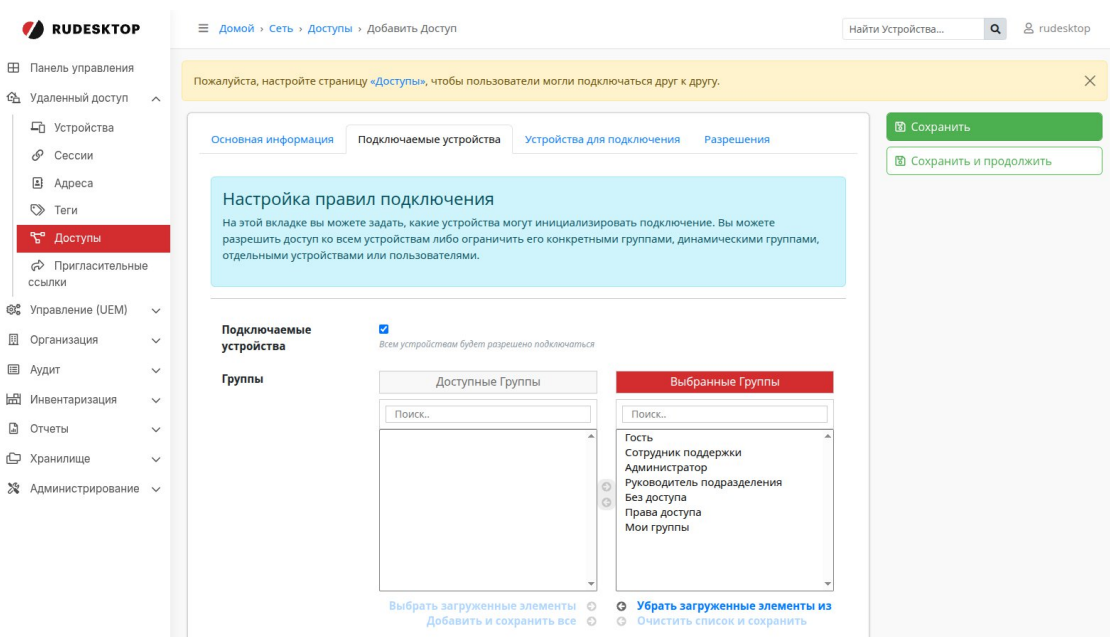 RUDESKTOP
Домой › Сеть › Доступы › Добавить Доступ
Найти Устройства...
rudesktop
Панель управления
Удаленный доступ
Устройства
Сессии
Адреса
Теги
Доступы
Пригласительные
ссылки
Управление (UEM)
Организация
Аудит
Инвентаризация
Отчеты
Хранилище
Администрирование
Пожалуйста, настройте страницу «Доступы», чтобы пользователи могли подключаться друг к другу.
Основная информация
Подключаемые устройства
Устройства для подключения
Разрешения
Сохранить
Сохранить и продолжить
Настройка правил подключения
На этой вкладке вы можете задать, какие устройства могут инициализировать подключение. Вы можете
разрешить доступ ко всем устройствам либо ограничить его конкретными группами, динамическими группами,
отдельными устройствами или пользователями.
Подключаемые
устройства
Всем устройствам будет разрешено подключаться
Группы
Доступные Группы
Поиск..
Выбрать загруженные элементы
Добавить и сохранить все
Выбранные Группы
Поиск..
Гость
Сотрудник поддержки
Администратор
Руководитель подразделения
Без доступа
Права доступа
Мои группы
Убрать загруженные элементы из
Очистить список и сохранить